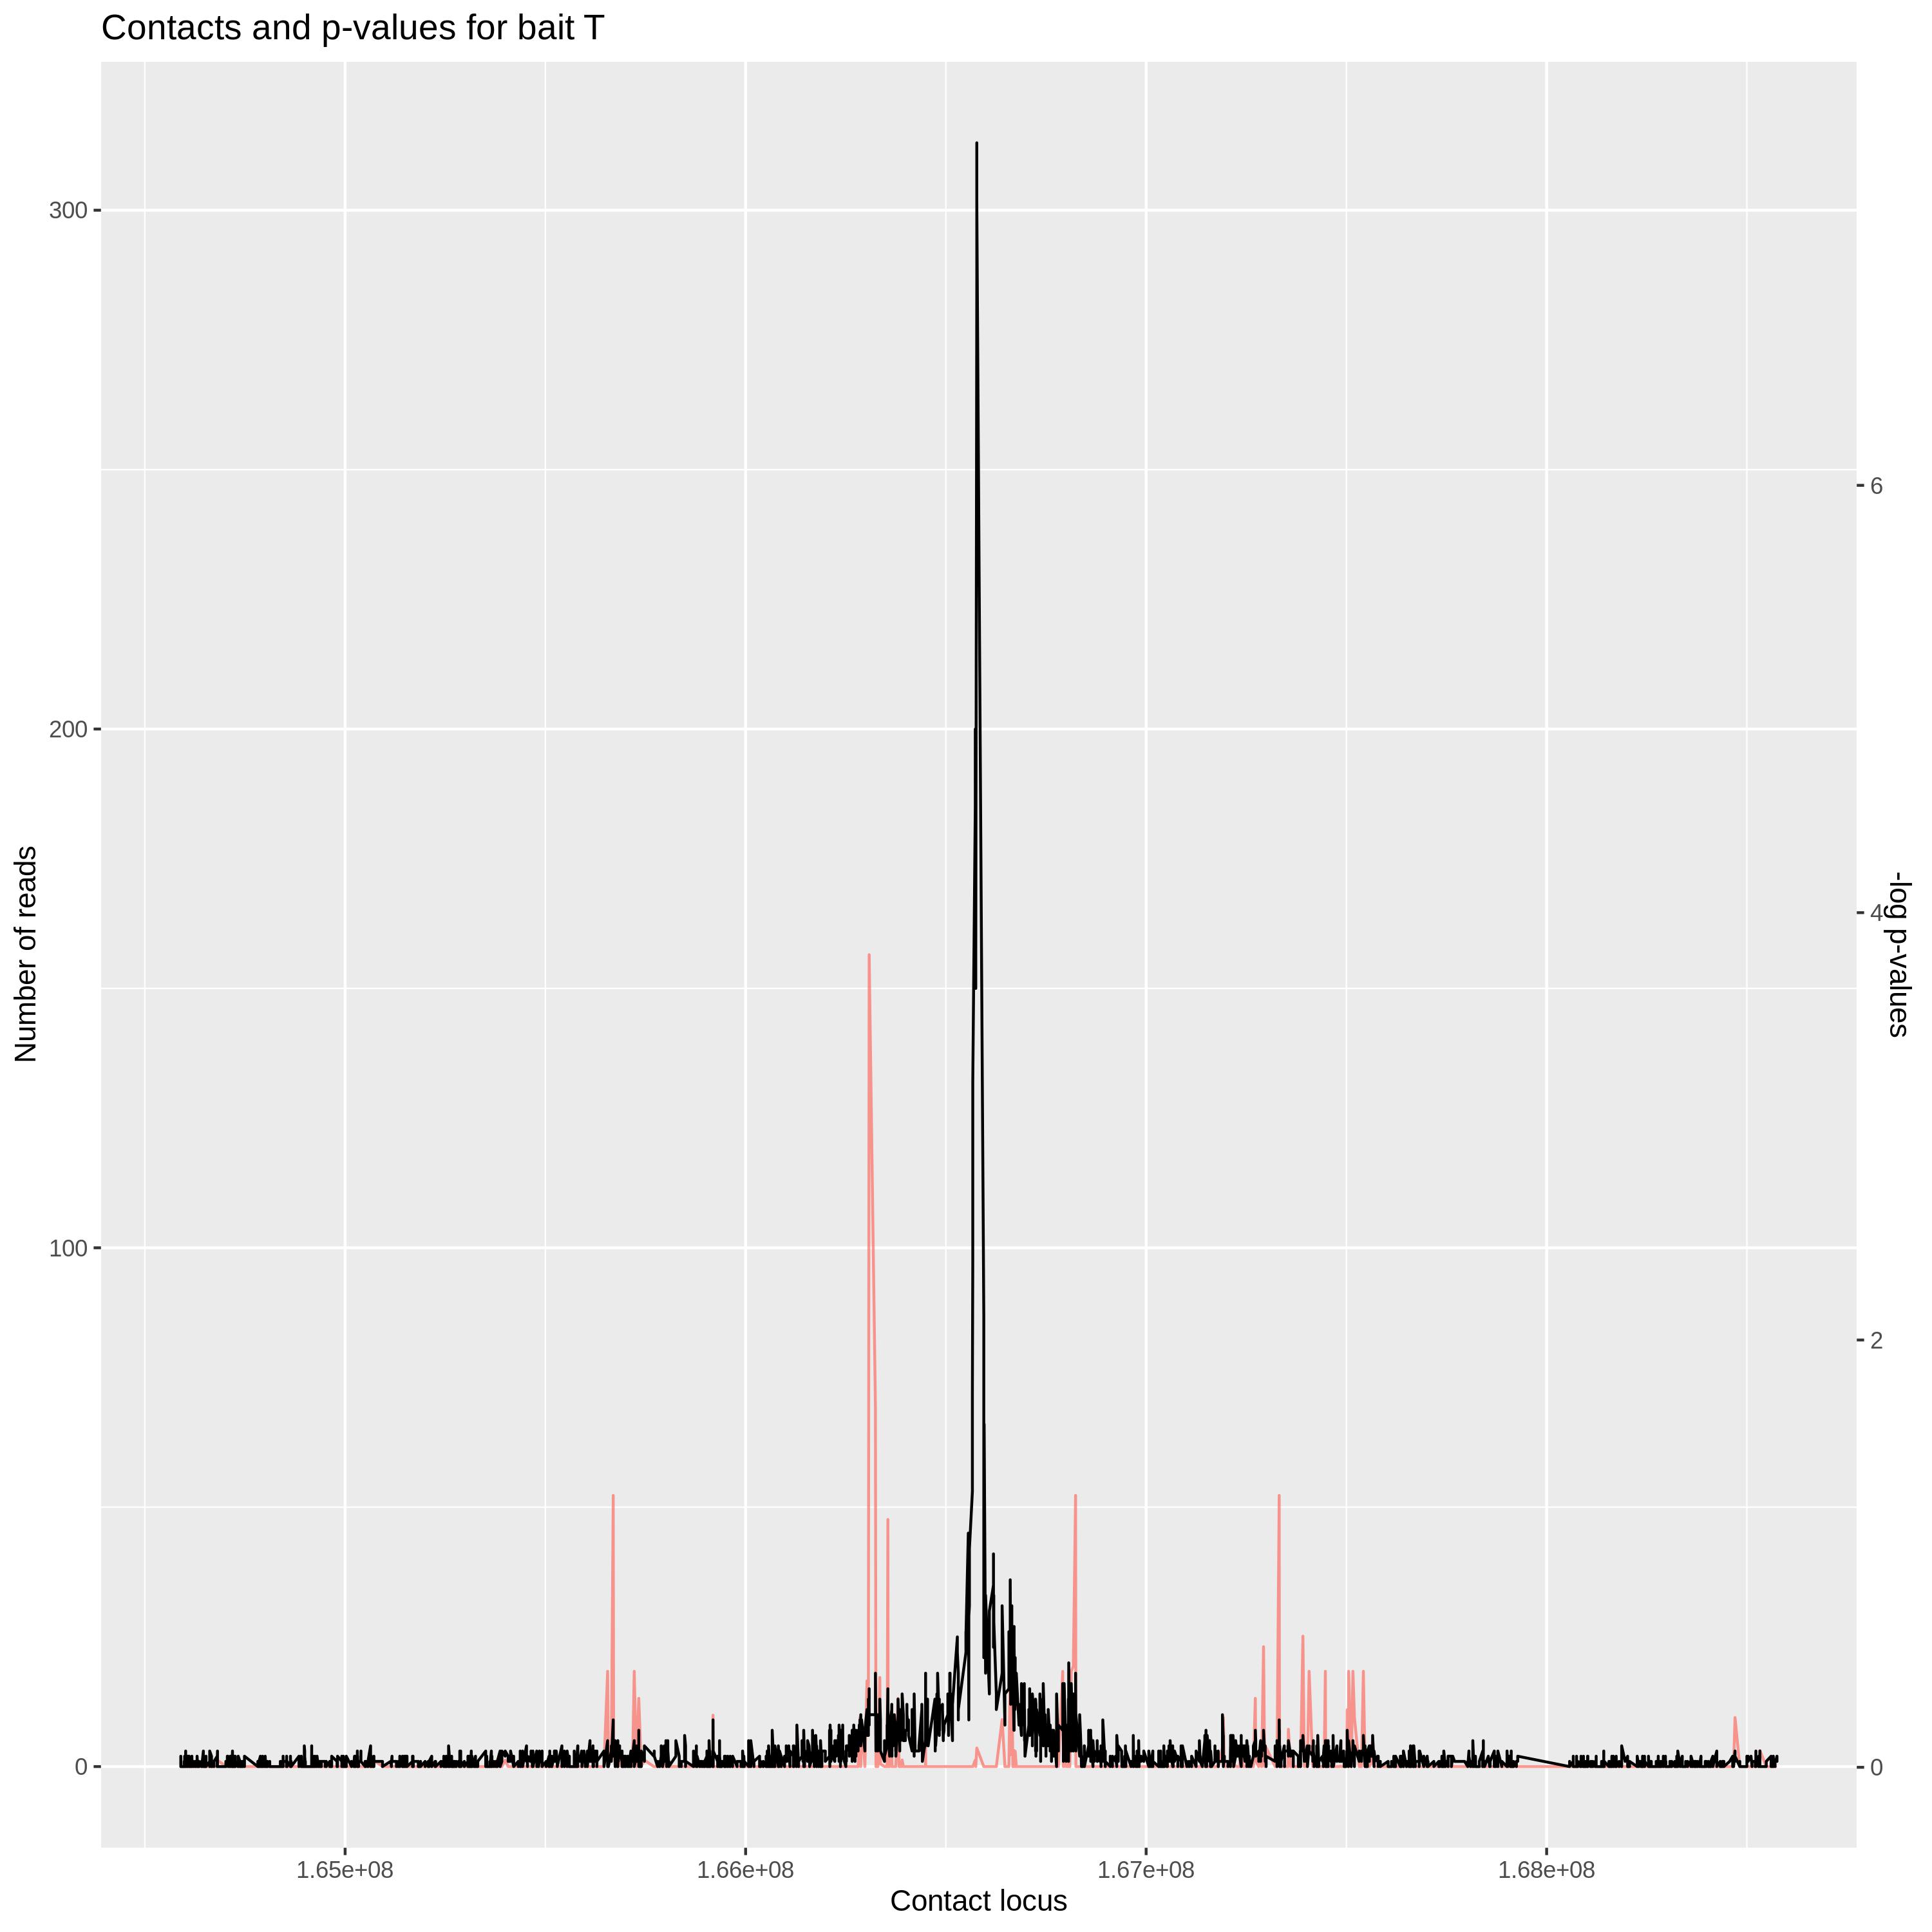 Contacts and p-values for bait T
300
200
100
0
Number of reads
6
4
2
0
-log p-values
1.65e+08
1.66e+08
1.67e+08
1.68e+08
Contact locus